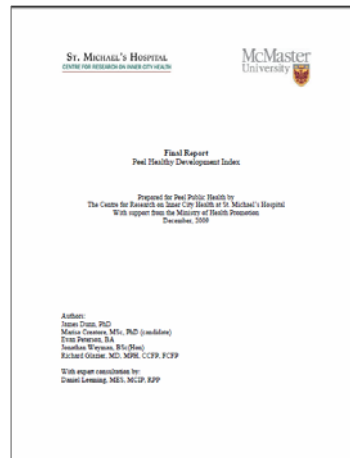 ST. MICHAEL'S HOSPITAL
CENTRE FOR RESEARCH ON INNER CITY HEALTH
McMaster
University
Final Report
Peel Healthy Development Index
Prepared for Peel Public Health by
The Centre for Research on Inner City Health at St. Michael's Hospital
With support from the Ministry of Health Promotion
December, 2009
Authors:
James Dunn, PhD
Marisa Creatore, MSc, PhD (candidate)
Evan Peterson, BA
Jonathan Weyman, BSc(Hon)
Richard Glazier, MD, MPH, CCFP, FCFP
With expert consultation by:
Daniel Leeming, MES, MCIP, RPP